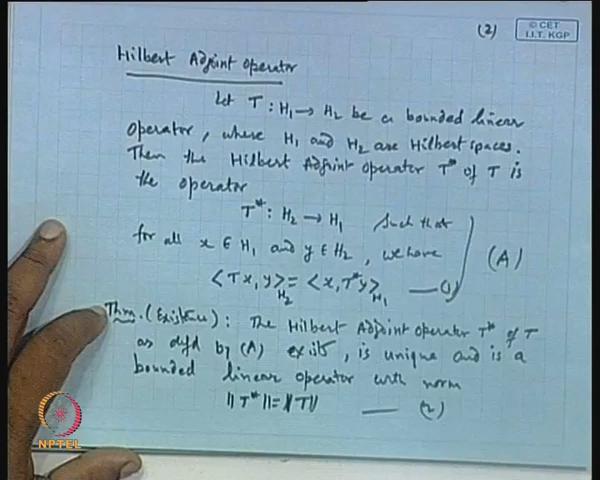 (2)
© CET
I.I.T. KGP
Hilbert Adjoint Operator
Let T : H₁ → H₂ be a bounded linear
operator, where H₁ and H₂ are Hilbert spaces.
Then the Hilbert Adjoint operator T* of T is
the operator
T* : H₂ → H₁ such that
for all x ∈ H₁ and y ∈ H₂, we have
(A)
<Tx, y>_H₂ = <x, T*y>_H₁ — (1)
Thm. (Existence) : The Hilbert Adjoint operator T* of T
as dfd by (A) exists, is unique and is a
bounded linear operator with norm
||T*|| = ||T|| — (2)
NPTEL